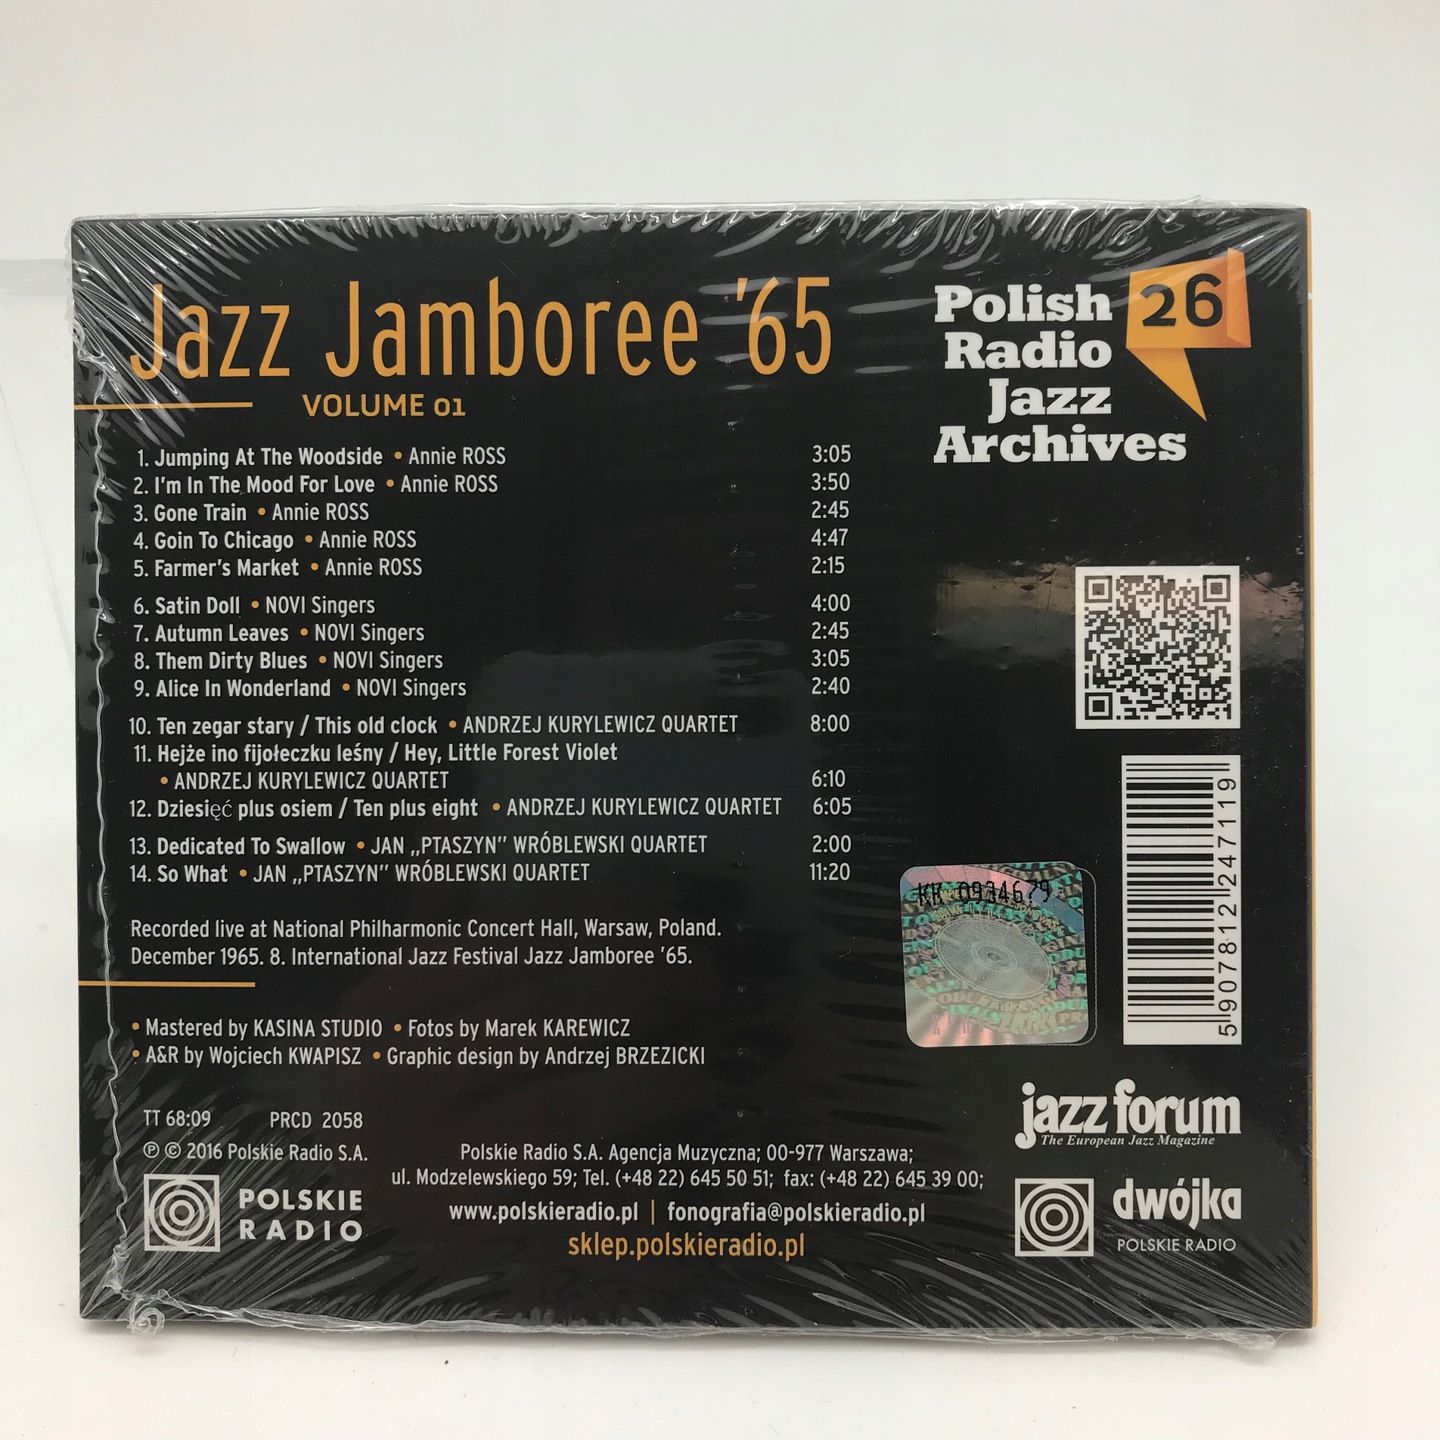 Jazz Jamboree '65
VOLUME 01
Polish
Radio
Jazz
Archives
26
1. Jumping At The Woodside • Annie ROSS 3:05
2. I'm In The Mood For Love • Annie ROSS 3:50
3. Gone Train • Annie ROSS 2:45
4. Goin To Chicago • Annie ROSS 4:47
5. Farmer's Market • Annie ROSS 2:15
6. Satin Doll • NOVI Singers 4:00
7. Autumn Leaves • NOVI Singers 2:45
8. Them Dirty Blues • NOVI Singers 3:05
9. Alice In Wonderland • NOVI Singers 2:40
10. Ten zegar stary / This old clock • ANDRZEJ KURYLEWICZ QUARTET 8:00
11. Hejże ino fijołeczku leśny / Hey, Little Forest Violet
• ANDRZEJ KURYLEWICZ QUARTET 6:10
12. Dziesięć plus osiem / Ten plus eight • ANDRZEJ KURYLEWICZ QUARTET 6:05
13. Dedicated To Swallow • JAN „PTASZYN” WRÓBLEWSKI QUARTET 2:00
14. So What • JAN „PTASZYN” WRÓBLEWSKI QUARTET 11:20
Recorded live at National Philharmonic Concert Hall, Warsaw, Poland.
December 1965. 8. International Jazz Festival Jazz Jamboree '65.
• Mastered by KASINA STUDIO • Fotos by Marek KAREWICZ
• A&R by Wojciech KWAPISZ • Graphic design by Andrzej BRZEZICKI
KK 0934679
5 907812 247119
TT 68:09 PRCD 2058
℗ © 2016 Polskie Radio S.A.
POLSKIE
RADIO
Polskie Radio S.A. Agencja Muzyczna; 00-977 Warszawa;
ul. Modzelewskiego 59; Tel. (+48 22) 645 50 51; fax: (+48 22) 645 39 00;
www.polskieradio.pl | fonografia@polskieradio.pl
sklep.polskieradio.pl
jazz forum
The European Jazz Magazine
dwójka
POLSKIE RADIO